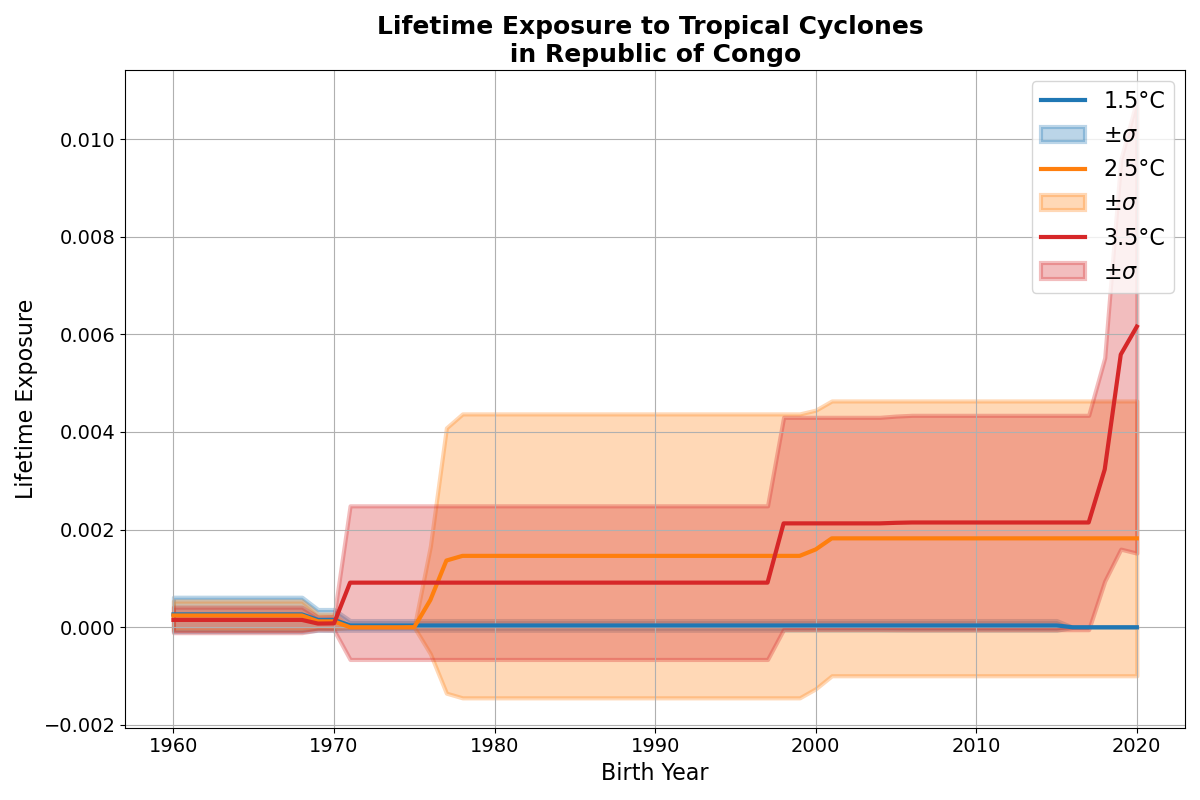 Lifetime Exposure to Tropical Cyclones
in Republic of Congo
Lifetime Exposure
0.010
0.008
0.006
0.004
0.002
0.000
−0.002
1.5°C
±σ
2.5°C
±σ
3.5°C
±σ
1960 1970 1980 1990 2000 2010 2020
Birth Year